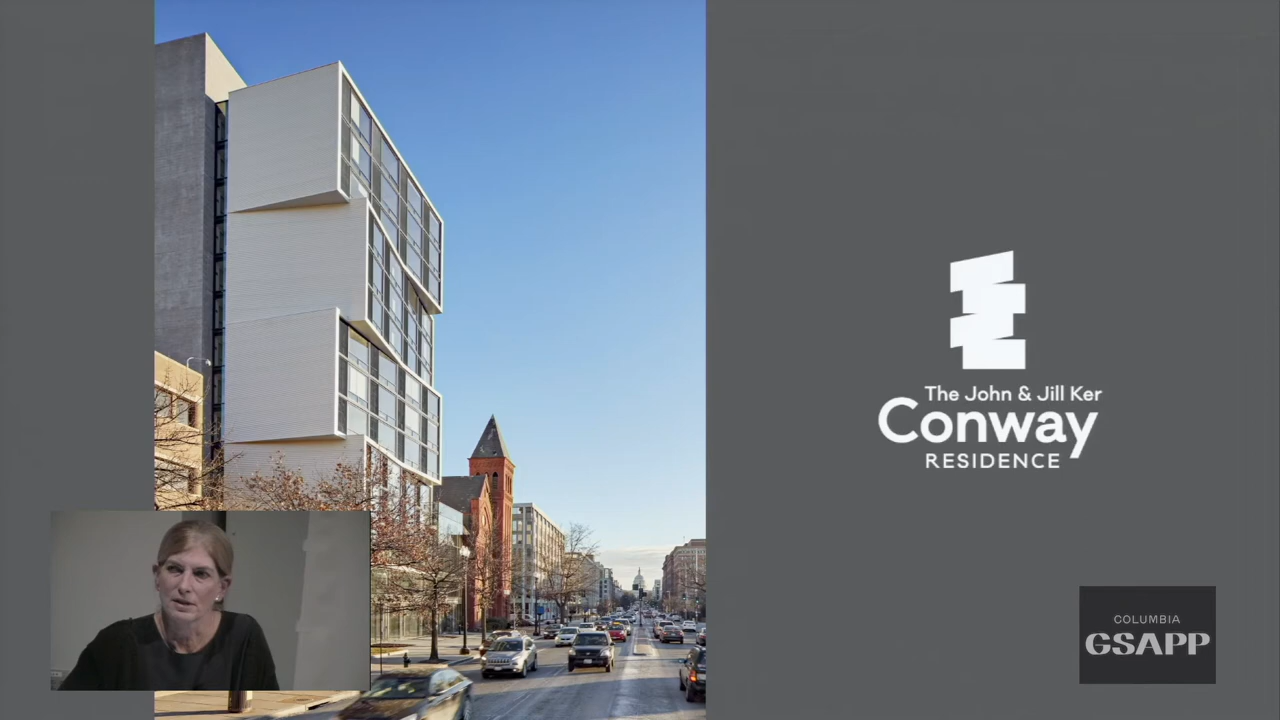 The John & Jill Ker
Conway
RESIDENCE
COLUMBIA
GSAPP